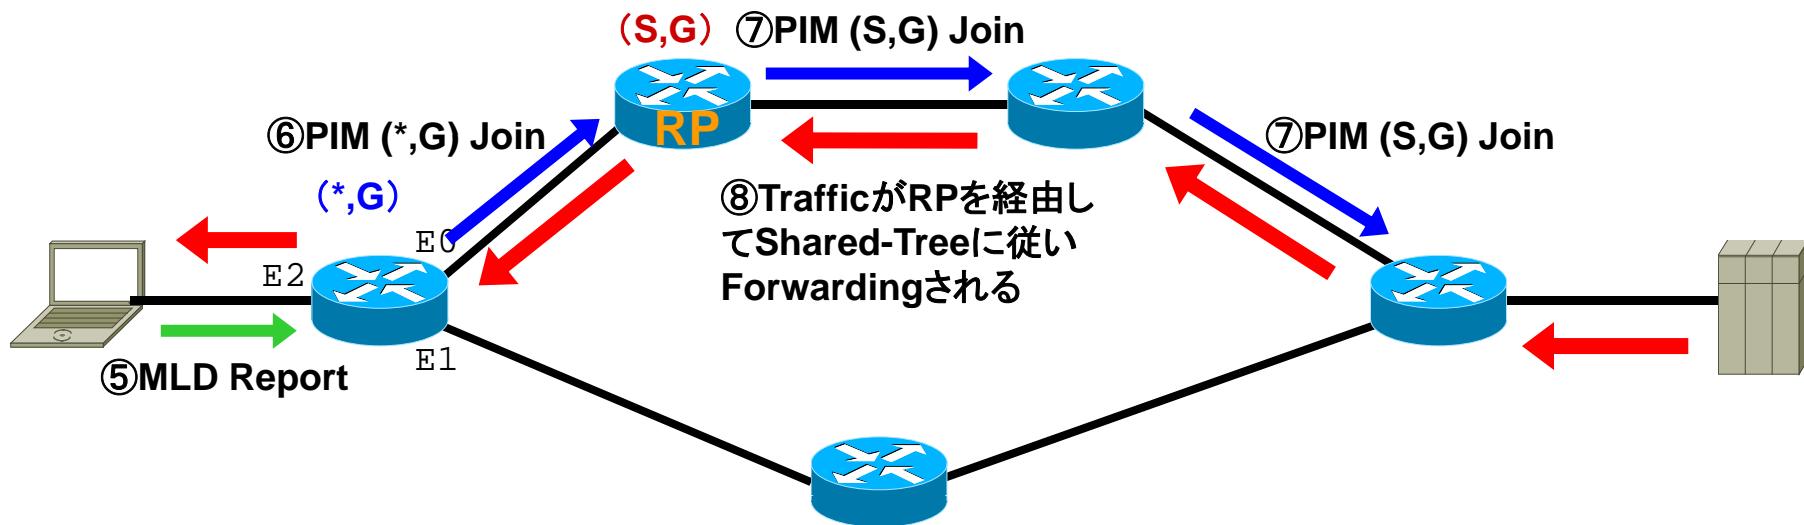 （S,G）
⑦PIM (S,G) Join
RP
⑥PIM (*,G) Join
⑦PIM (S,G) Join
（*,G）
⑧TrafficがRPを経由し
てShared-Treeに従い
Forwardingされる
E0
E2
E1
⑤MLD Report